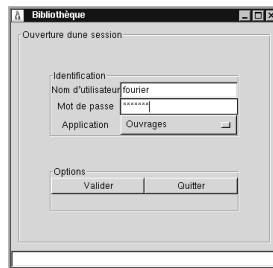 Bibliothèque
Ouverture dune session
Identification
Nom d'utilisateur fourier
Mot de passe *******
Application Ouvrages
Options
Valider Quitter